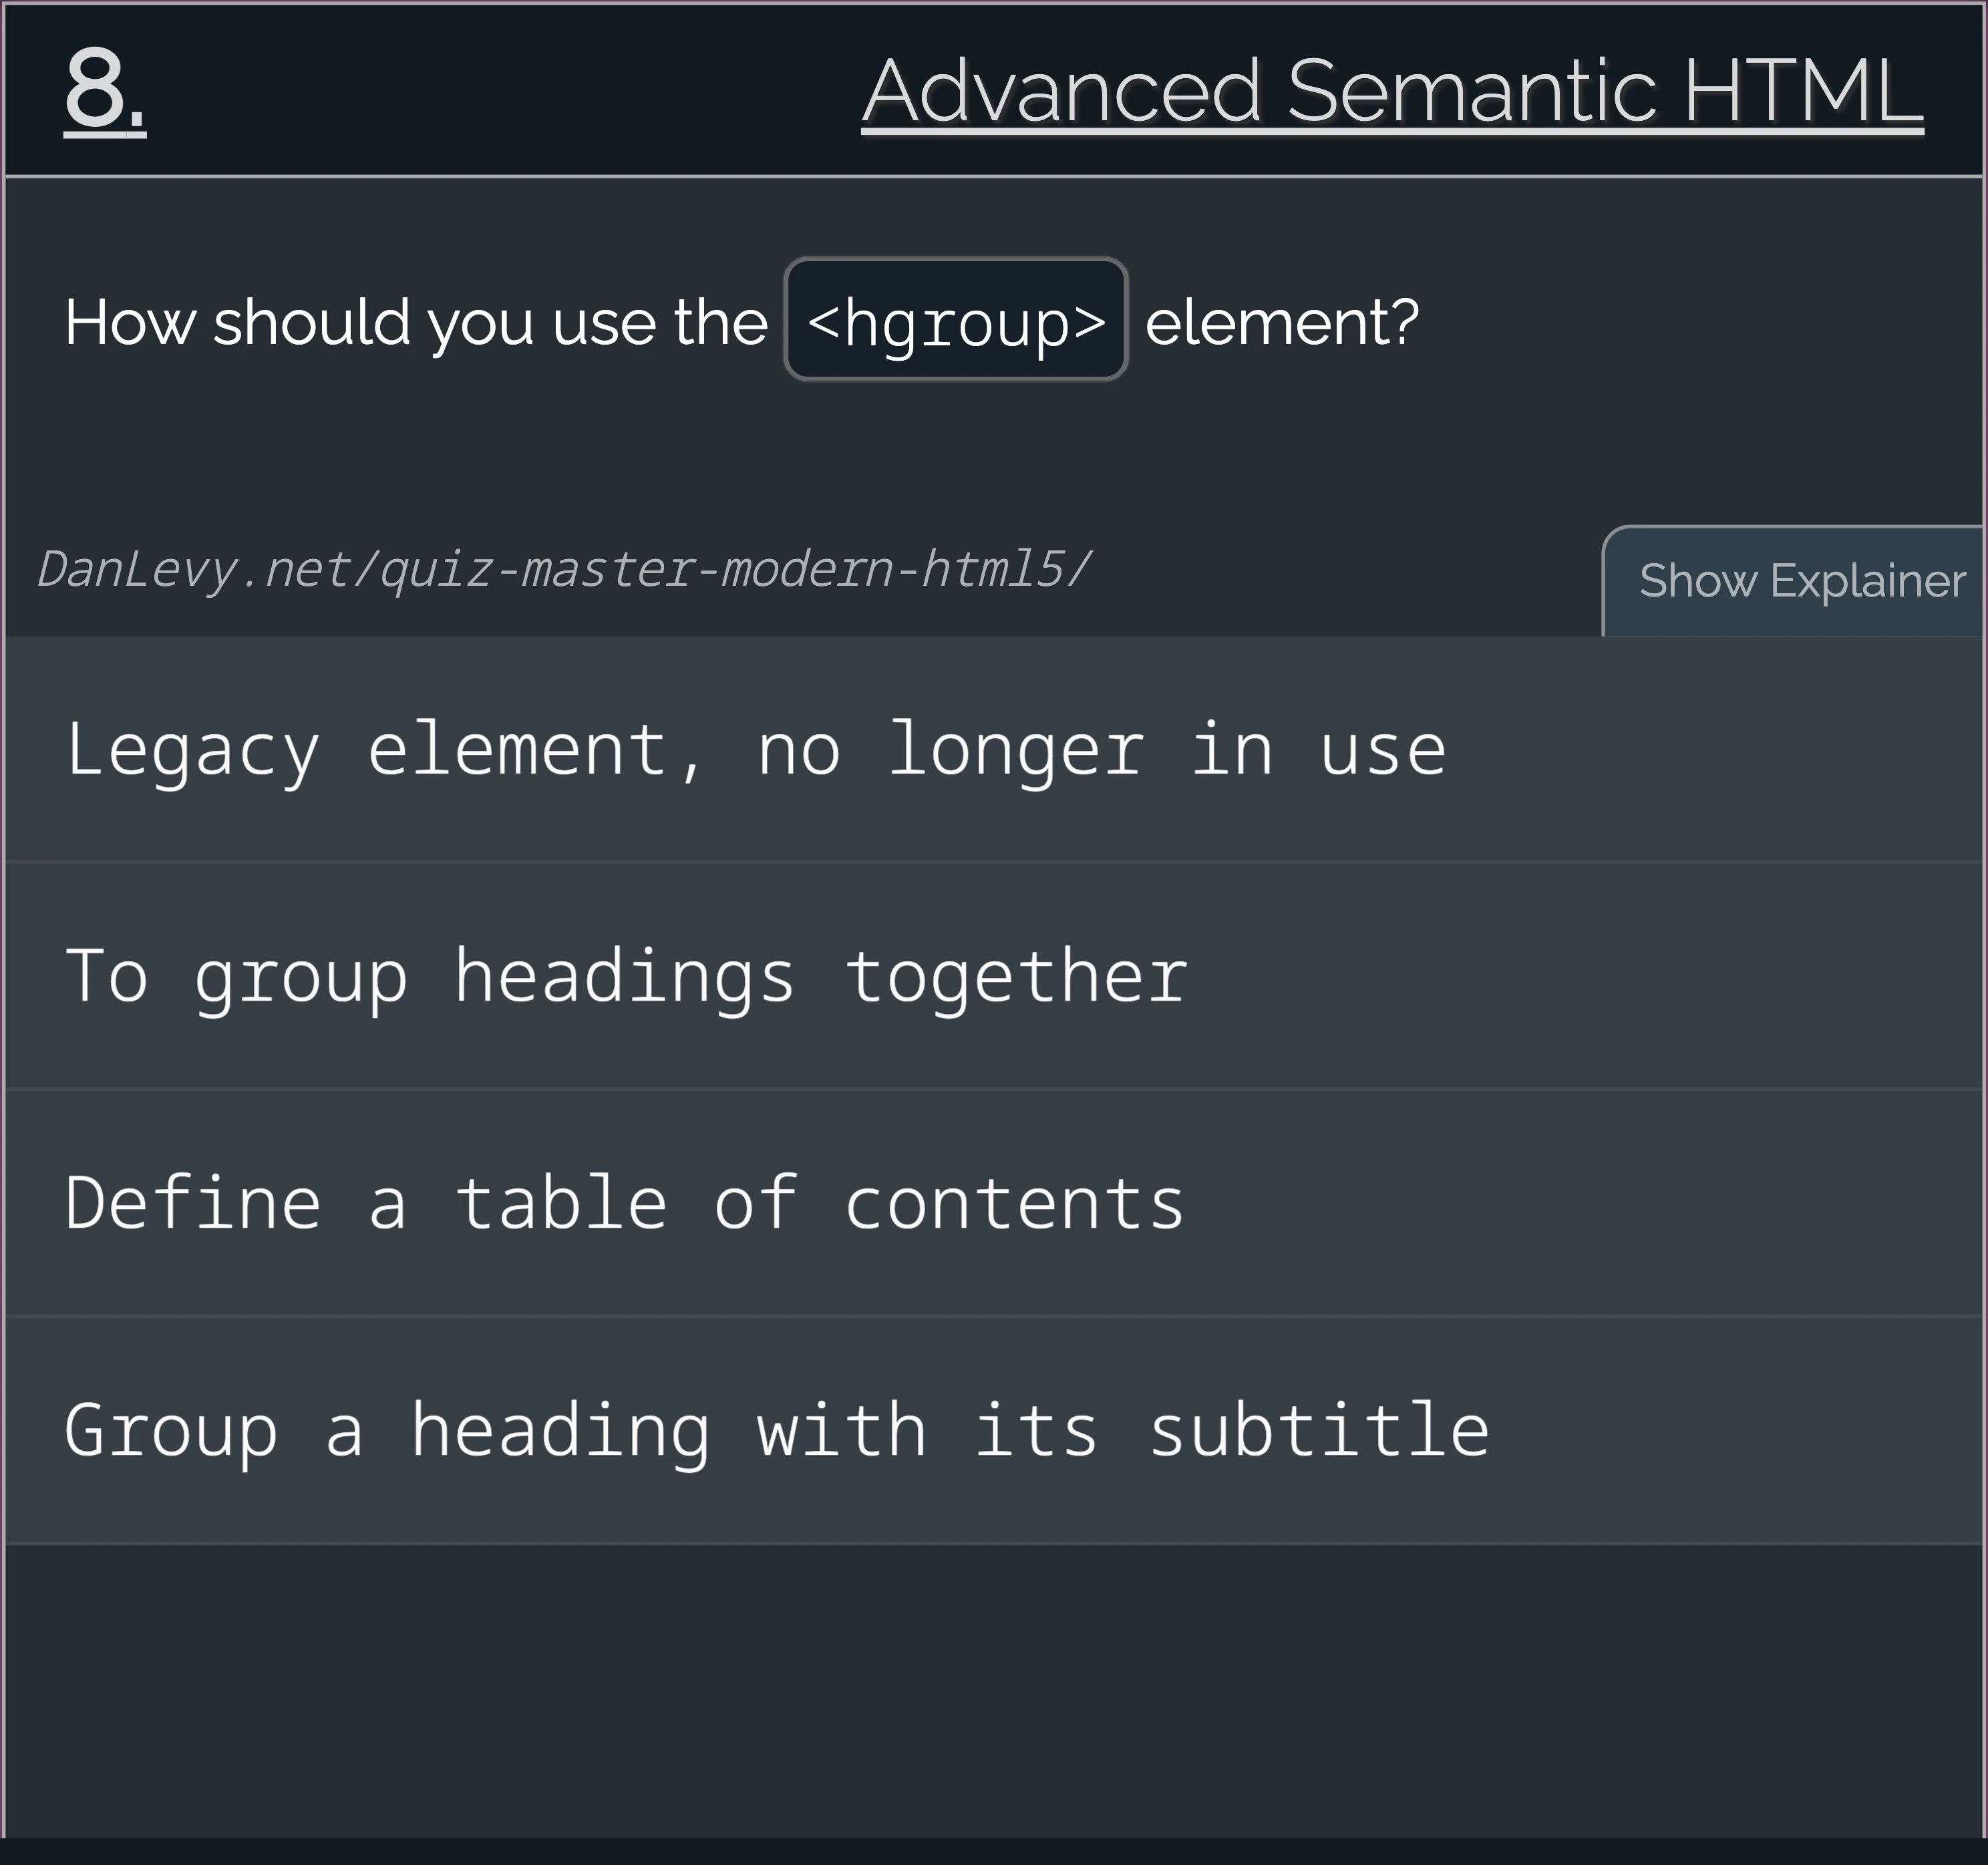 8.
Advanced Semantic HTML
How should you use the <hgroup> element?
DanLevy.net/quiz-master-modern-html5/
Show Explainer
Legacy element, no longer in use
To group headings together
Define a table of contents
Group a heading with its subtitle